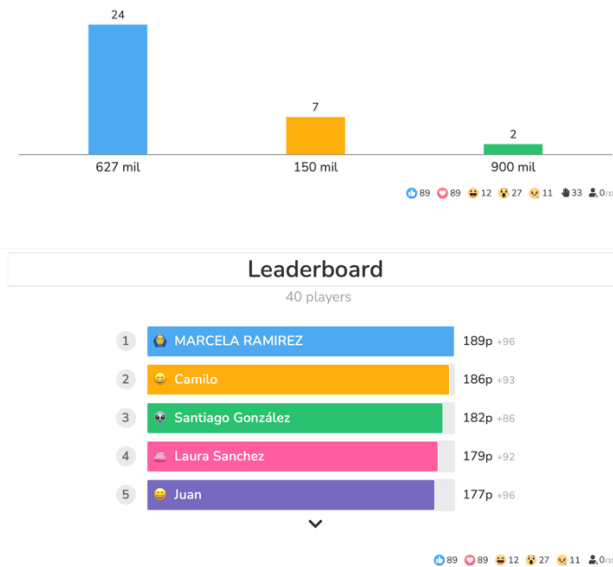 24
7
2
627 mil
150 mil
900 mil
89 89 12 27 11 33
Leaderboard
40 players
1 MARCELA RAMIREZ 189p +96
2 Camilo 186p +93
3 Santiago González 182p +86
4 Laura Sanchez 179p +92
5 Juan 177p +96
89 89 12 27 11